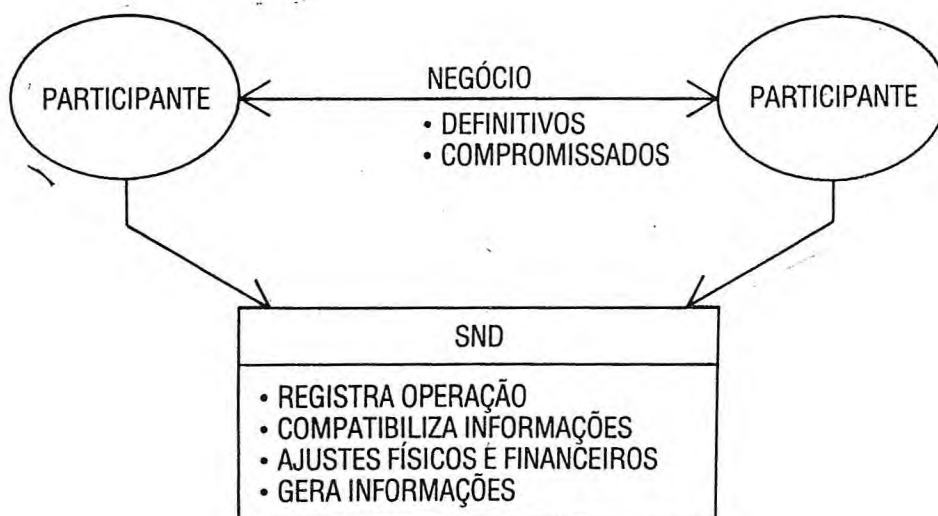 PARTICIPANTE
NEGÓCIO
• DEFINITIVOS
• COMPROMISSADOS
PARTICIPANTE
SND
• REGISTRA OPERAÇÃO
• COMPATIBILIZA INFORMAÇÕES
• AJUSTES FÍSICOS E FINANCEIROS
• GERA INFORMAÇÕES